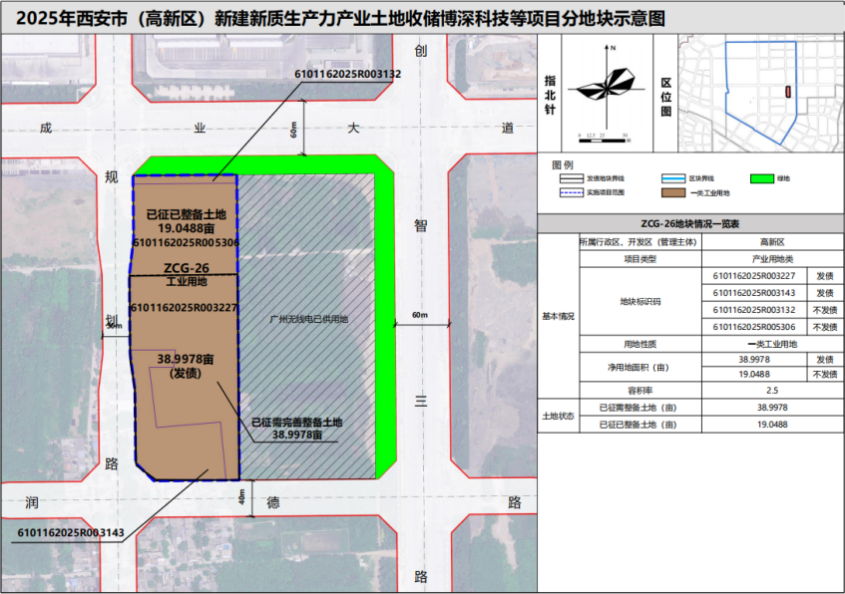 2025年西安市（高新区）新建新质生产力产业土地收储博深科技等项目分地块示意图
创
智
三
路
6101162025R003132
成
业
大
道
60m
规
划
路
已征已整备土地
19.0488亩
6101162025R005306
ZCG-26
工业用地
6101162025R003227
广州无线电已供用地
60m
38.9978亩
(发债)
已征需完善整备土地
38.9978亩
润
德
路
40m
6101162025R003143
指北针
N
区位图
图例
发债地块界线
区块界线
绿地
实施项目范围
一类工业用地
ZCG-26地块情况一览表
基本情况
所属行政区、开发区（管理主体） 高新区
项目类型 产业用地类
地块标识码
6101162025R003227 发债
6101162025R003143 发债
6101162025R003132 不发债
6101162025R005306 不发债
用地性质 一类工业用地
净用地面积（亩）
38.9978 发债
19.0488 不发债
容积率 2.5
土地状态
已征需整备土地（亩） 38.9978
已征已整备土地（亩） 19.0488